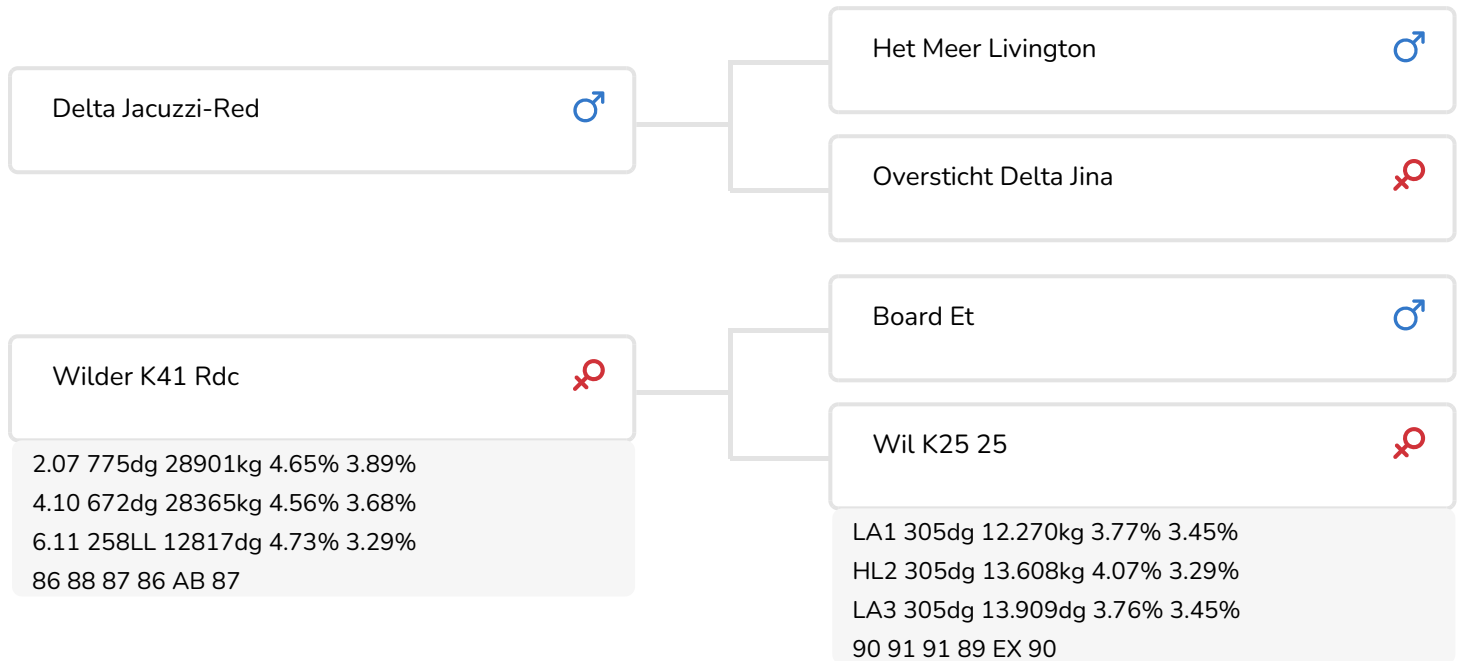 Het Meer Livington
Delta Jacuzzi-Red
Oversticht Delta Jina
Board Et
Wilder K41 Rdc
2.07 775dg 28901kg 4.65% 3.89%
4.10 672dg 28365kg 4.56% 3.68%
6.11 258LL 12817dg 4.73% 3.29%
86 88 87 86 AB 87
Wil K25 25
LA1 305dg 12.270kg 3.77% 3.45%
HL2 305dg 13.608kg 4.07% 3.29%
LA3 305dg 13.909dg 3.76% 3.45%
90 91 91 89 EX 90